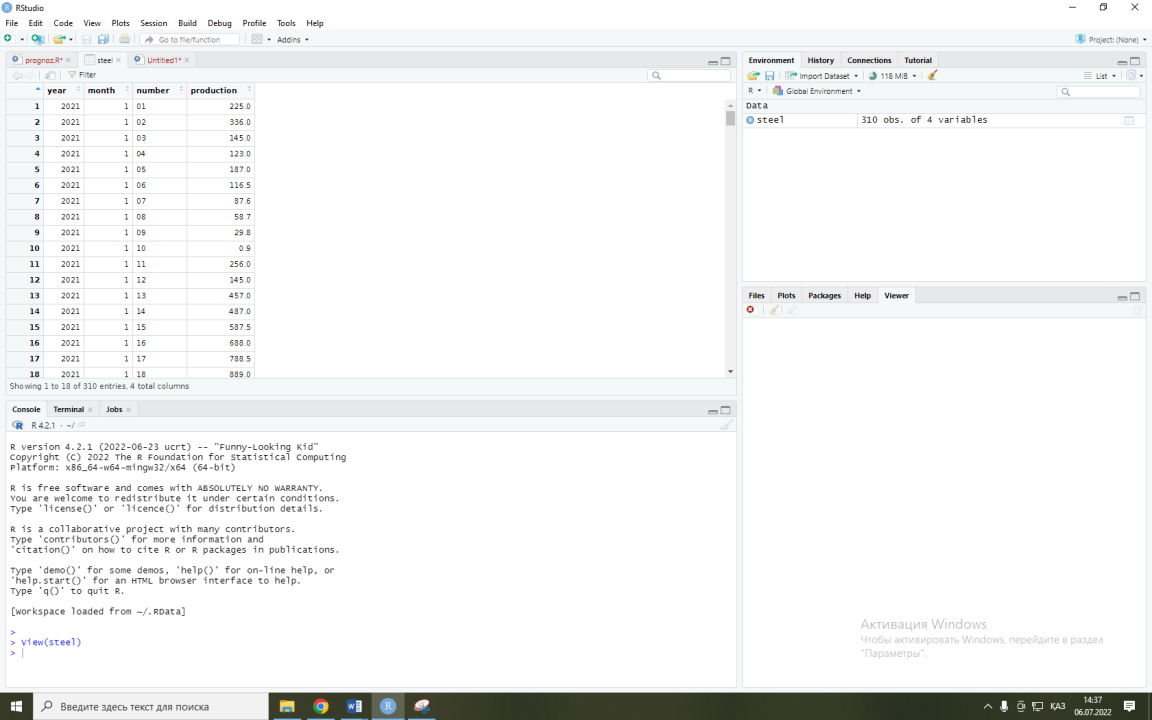 RStudio
File Edit Code View Plots Session Build Debug Profile Tools Help
Go to file/function Addins Project: (None)
prognoz.R* steel Untitled1*
Filter
year month number production
1 2021 1 01 225.0
2 2021 1 02 336.0
3 2021 1 03 145.0
4 2021 1 04 123.0
5 2021 1 05 187.0
6 2021 1 06 116.5
7 2021 1 07 87.6
8 2021 1 08 58.7
9 2021 1 09 29.8
10 2021 1 10 0.9
11 2021 1 11 256.0
12 2021 1 12 145.0
13 2021 1 13 457.0
14 2021 1 14 487.0
15 2021 1 15 587.5
16 2021 1 16 688.0
17 2021 1 17 788.5
18 2021 1 18 889.0
Showing 1 to 18 of 310 entries, 4 total columns
Console Terminal Jobs
R 4.2.1 · ~/
R version 4.2.1 (2022-06-23 ucrt) -- "Funny-Looking Kid"
Copyright (C) 2022 The R Foundation for Statistical Computing
Platform: x86_64-w64-mingw32/x64 (64-bit)
R is free software and comes with ABSOLUTELY NO WARRANTY.
You are welcome to redistribute it under certain conditions.
Type 'license()' or 'licence()' for distribution details.
R is a collaborative project with many contributors.
Type 'contributors()' for more information and
'citation()' on how to cite R or R packages in publications.
Type 'demo()' for some demos, 'help()' for on-line help, or
'help.start()' for an HTML browser interface to help.
Type 'q()' to quit R.
[Workspace loaded from ~/.RData]
>
> View(steel)
>
Environment History Connections Tutorial
Import Dataset 118 MiB List
R Global Environment
Data
steel 310 obs. of 4 variables
Files Plots Packages Help Viewer
Активация Windows
Чтобы активировать Windows, перейдите в раздел
"Параметры".
Введите здесь текст для поиска
ҚАЗ
14:37
06.07.2022